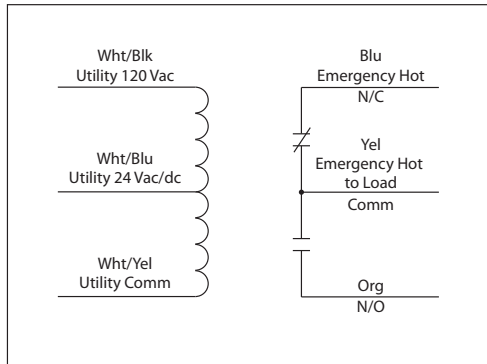 Wht/Blk
Utility 120 Vac
Wht/Blu
Utility 24 Vac/dc
Wht/Yel
Utility Comm
Blu
Emergency Hot
N/C
Yel
Emergency Hot
to Load
Comm
Org
N/O